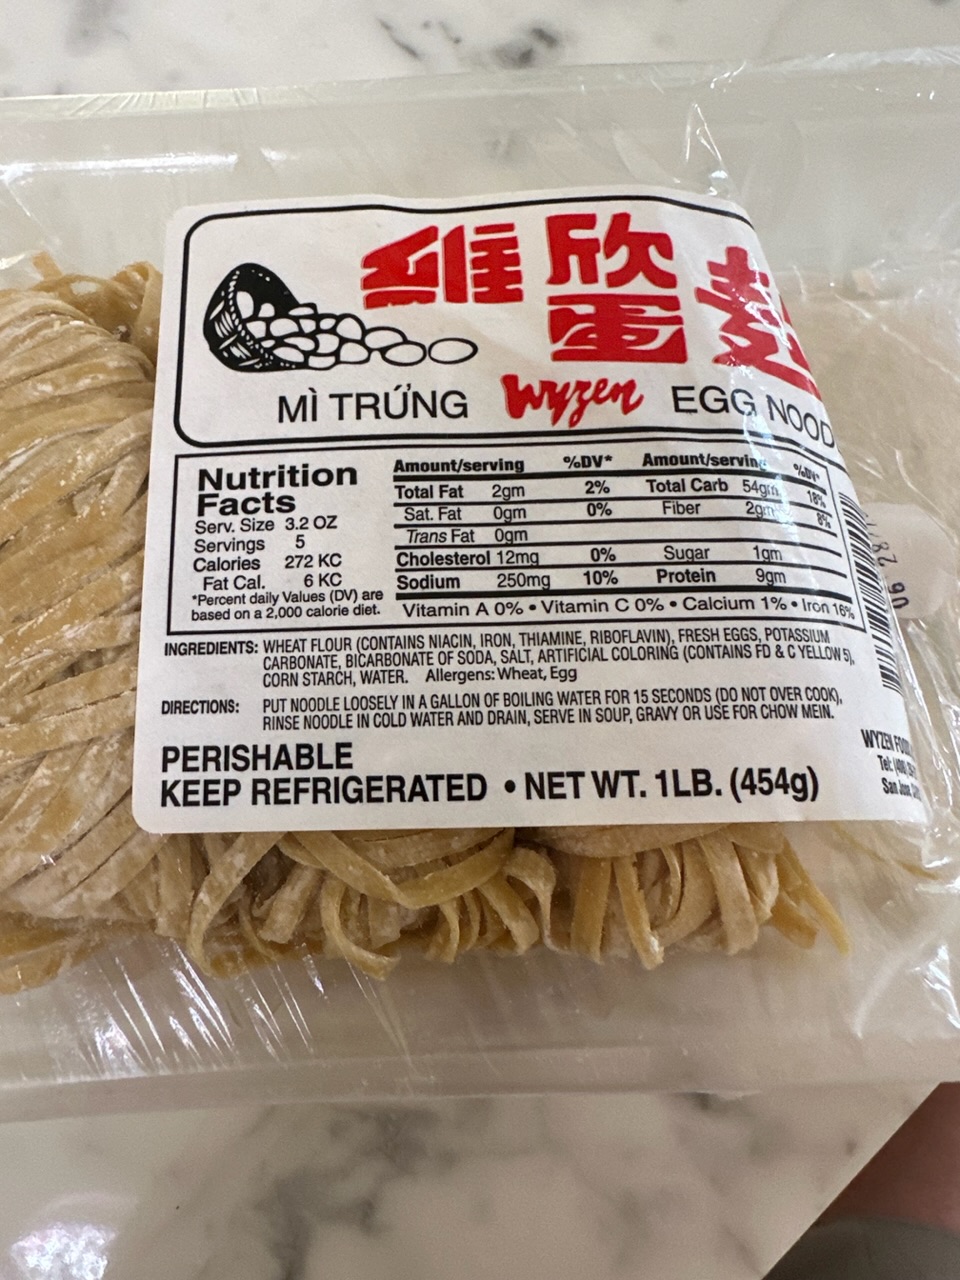 維欣
蛋麵
MÌ TRỨNG Wyzen EGG NOOD
Nutrition
Facts
Serv. Size 3.2 OZ
Servings 5
Calories 272 KC
Fat Cal. 6 KC
*Percent daily Values (DV) are
based on a 2,000 calorie diet.
Amount/serving %DV* Amount/serving %DV*
Total Fat 2gm 2% Total Carb 54gm 18%
Sat. Fat 0gm 0% Fiber 2gm 8%
Trans Fat 0gm
Cholesterol 12mg 0% Sugar 1gm
Sodium 250mg 10% Protein 9gm
Vitamin A 0% • Vitamin C 0% • Calcium 1% • Iron 16%
INGREDIENTS: WHEAT FLOUR (CONTAINS NIACIN, IRON, THIAMINE, RIBOFLAVIN), FRESH EGGS, POTASSIUM
CARBONATE, BICARBONATE OF SODA, SALT, ARTIFICIAL COLORING (CONTAINS FD & C YELLOW 5),
CORN STARCH, WATER. Allergens: Wheat, Egg
DIRECTIONS: PUT NOODLE LOOSELY IN A GALLON OF BOILING WATER FOR 15 SECONDS (DO NOT OVER COOK),
RINSE NOODLE IN COLD WATER AND DRAIN, SERVE IN SOUP, GRAVY OR USE FOR CHOW MEIN.
PERISHABLE
KEEP REFRIGERATED • NET WT. 1LB. (454g)
WYZEN
Tel:
San Jose,
06 28